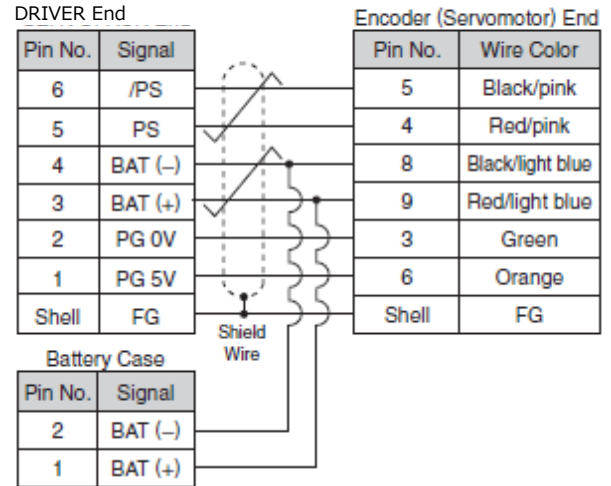 DRIVER End
Encoder (Servomotor) End
Pin No. Signal
Pin No. Wire Color
6 /PS
5 Black/pink
5 PS
4 Red/pink
4 BAT (–)
8 Black/light blue
3 BAT (+)
9 Red/light blue
2 PG 0V
3 Green
1 PG 5V
6 Orange
Shell FG
Shell FG
Shield
Wire
Battery Case
Pin No. Signal
2 BAT (–)
1 BAT (+)